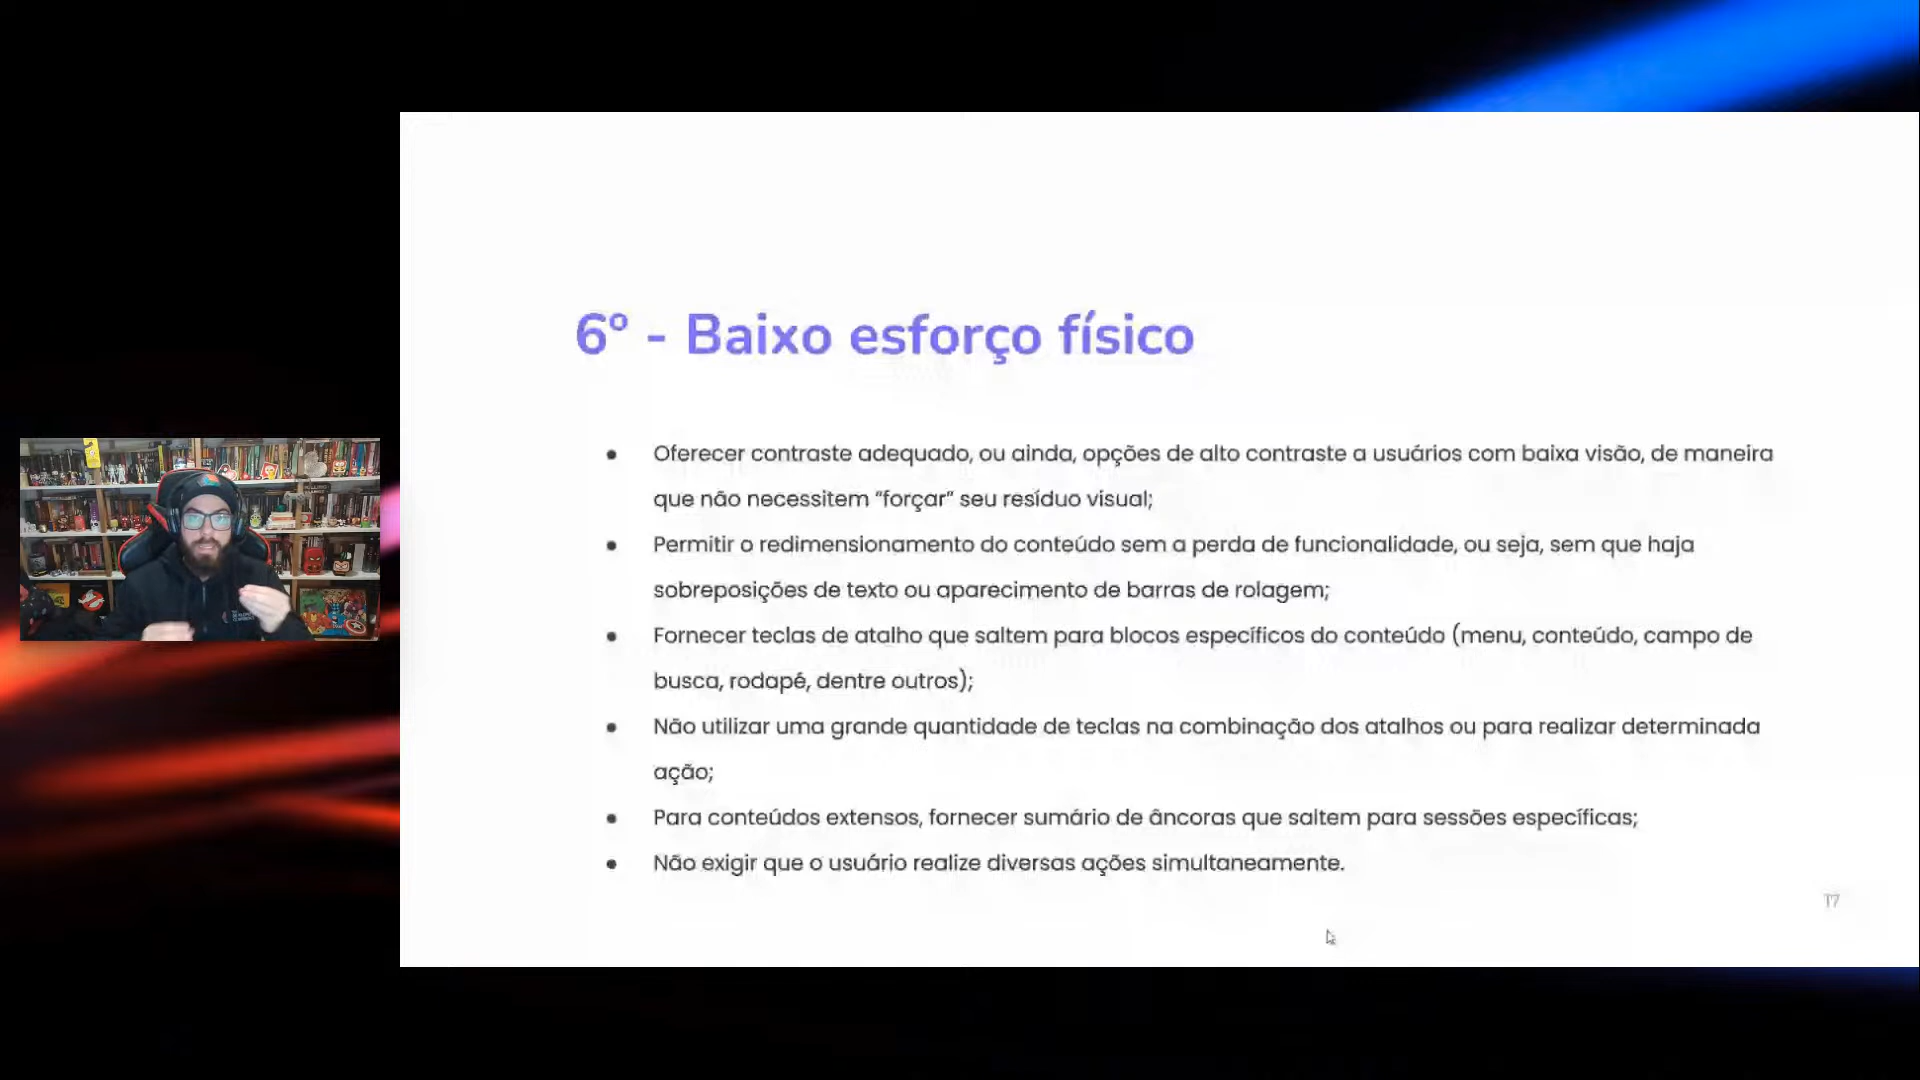 6º - Baixo esforço físico
● Oferecer contraste adequado, ou ainda, opções de alto contraste a usuários com baixa visão, de maneira
que não necessitem “forçar” seu resíduo visual;
● Permitir o redimensionamento do conteúdo sem a perda de funcionalidade, ou seja, sem que haja
sobreposições de texto ou aparecimento de barras de rolagem;
● Fornecer teclas de atalho que saltem para blocos específicos do conteúdo (menu, conteúdo, campo de
busca, rodapé, dentre outros);
● Não utilizar uma grande quantidade de teclas na combinação dos atalhos ou para realizar determinada
ação;
● Para conteúdos extensos, fornecer sumário de âncoras que saltem para sessões específicas;
● Não exigir que o usuário realize diversas ações simultaneamente.
17